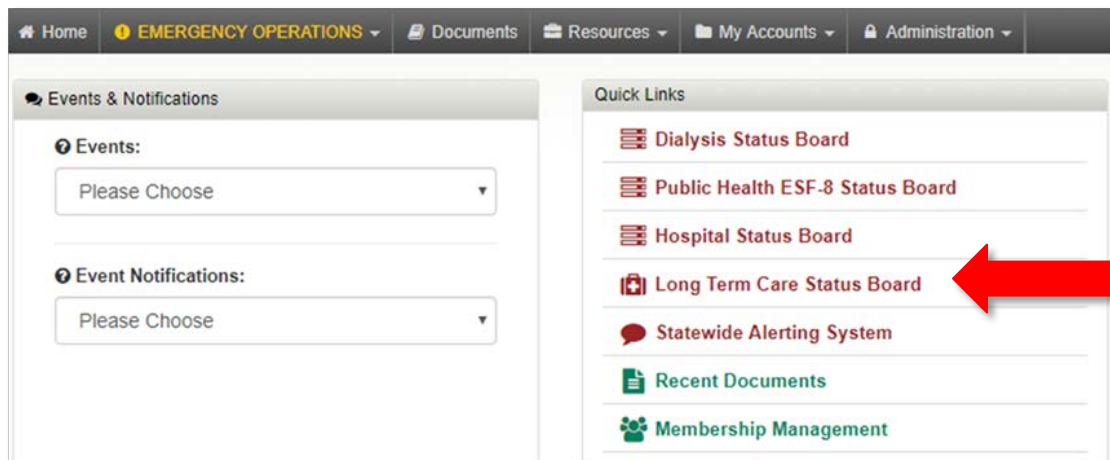 Home EMERGENCY OPERATIONS Documents Resources My Accounts Administration
Events & Notifications
Events:
Please Choose
Event Notifications:
Please Choose
Quick Links
Dialysis Status Board
Public Health ESF-8 Status Board
Hospital Status Board
Long Term Care Status Board
Statewide Alerting System
Recent Documents
Membership Management